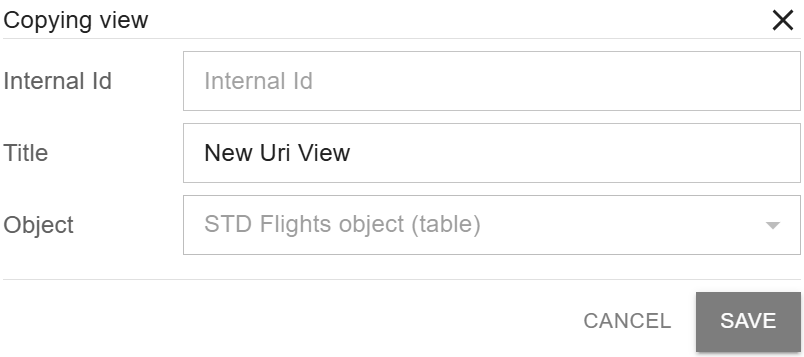 Copying view
Internal Id
Internal Id
Title
New Uri View
Object
STD Flights object (table)
CANCEL
SAVE